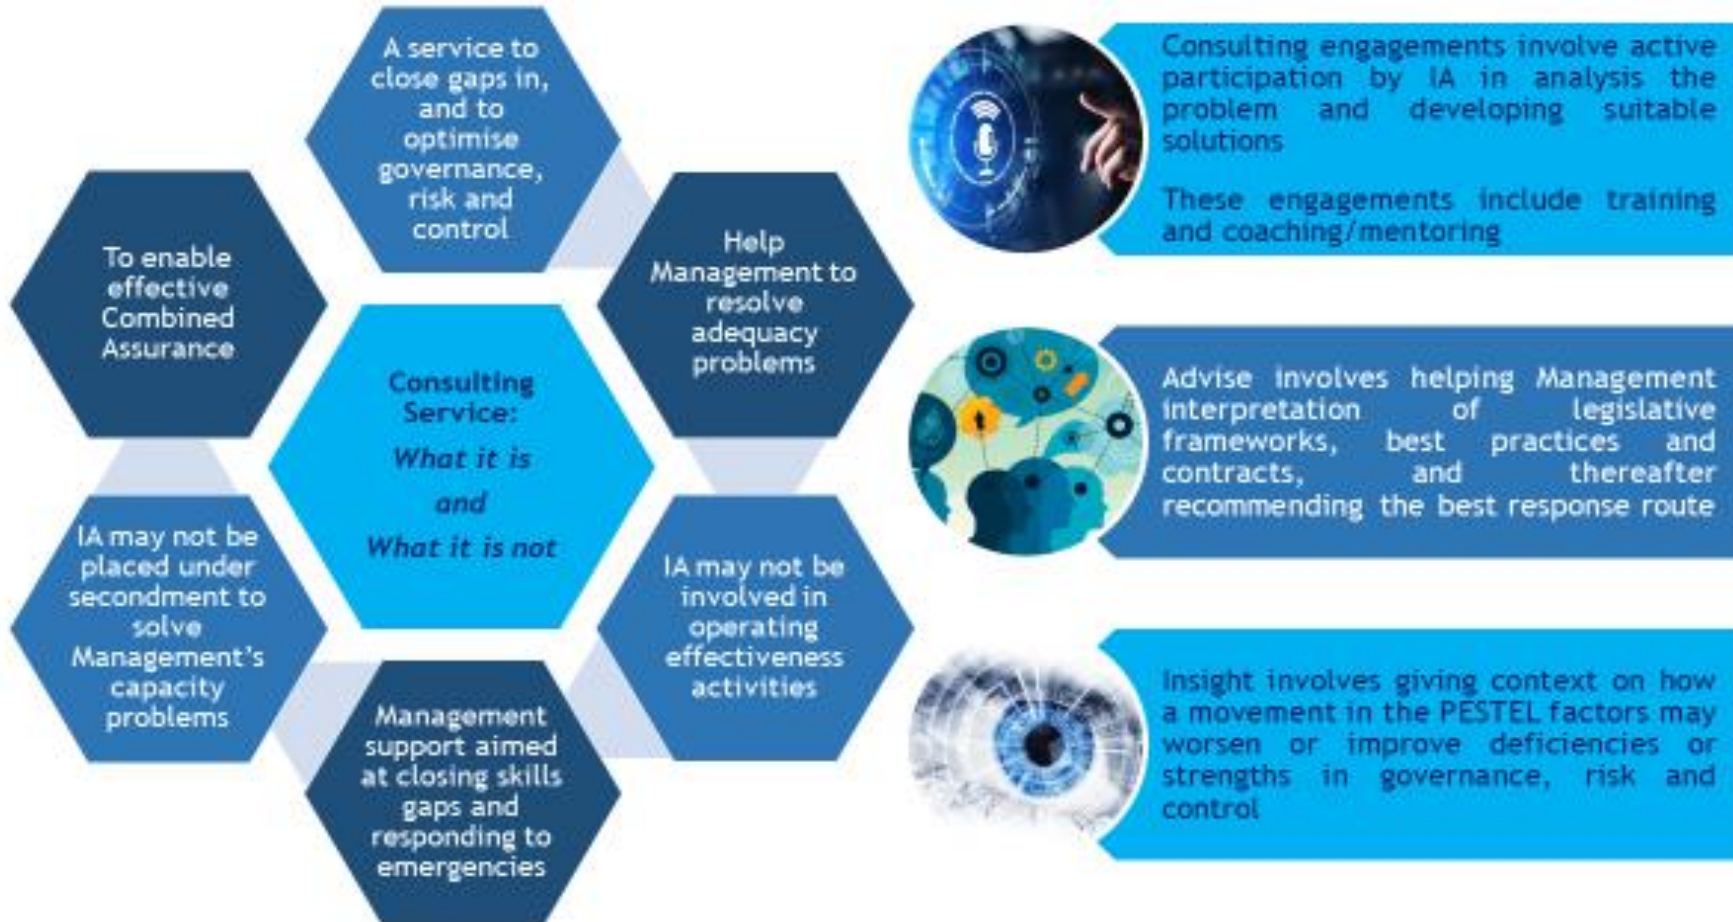 A service to
close gaps in,
and to
optimise
governance,
risk and
control
Help
Management to
resolve
adequacy
problems
IA may not be
involved in
operating
effectiveness
activities
Management
support aimed
at closing skills
gaps and
responding to
emergencies
IA may not be
placed under
secondment to
solve
Management's
capacity
problems
To enable
effective
Combined
Assurance
Consulting
Service:
What it is
and
What it is not
Consulting engagements involve active
participation by IA in analysis the
problem and developing suitable
solutions
These engagements include training
and coaching/mentoring
Advise involves helping Management
interpretation of legislative
frameworks, best practices and
contracts, and thereafter
recommending the best response route
Insight involves giving context on how
a movement in the PESTEL factors may
worsen or improve deficiencies or
strengths in governance, risk and
control